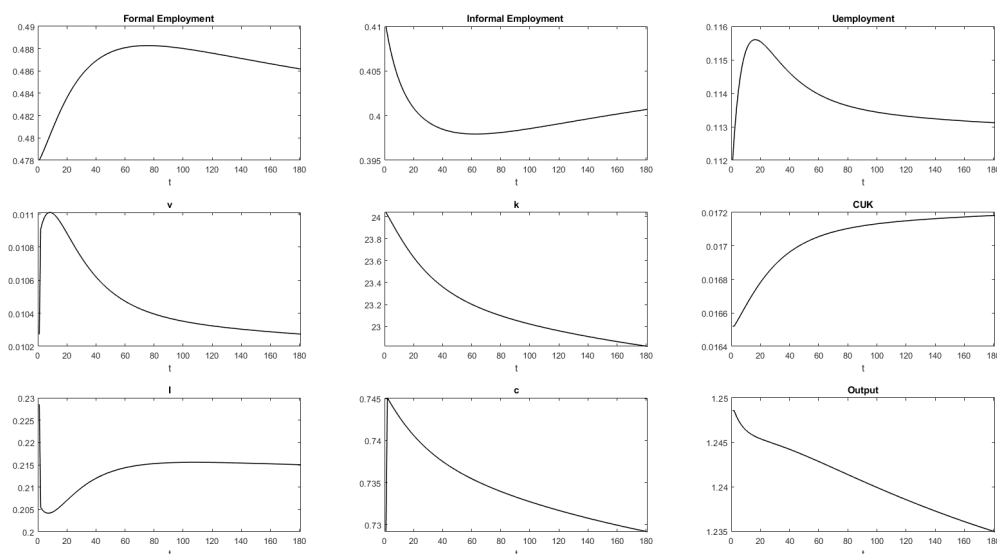 Formal Employment Informal Employment Uemployment
0.49 0.41 0.116
0.488 0.115
0.486 0.405
0.484 0.114
0.482 0.4
0.48 0.113
0.478 0.395 0.112
0 20 40 60 80 100 120 140 160 180 0 20 40 60 80 100 120 140 160 180 0 20 40 60 80 100 120 140 160 180
t t t
v k CUK
0.011 24 0.0172
0.0108 23.8 0.017
23.6
0.0106 23.4 0.0168
0.0104 23.2 0.0166
23
0.0102 0.0164
0 20 40 60 80 100 120 140 160 180 0 20 40 60 80 100 120 140 160 180 0 20 40 60 80 100 120 140 160 180
t t t
I c Output
0.23 0.745 1.25
0.225
0.22 0.74 1.245
0.215 0.735 1.24
0.21
0.205 0.73
0.2 1.235
0 20 40 60 80 100 120 140 160 180 0 20 40 60 80 100 120 140 160 180 0 20 40 60 80 100 120 140 160 180